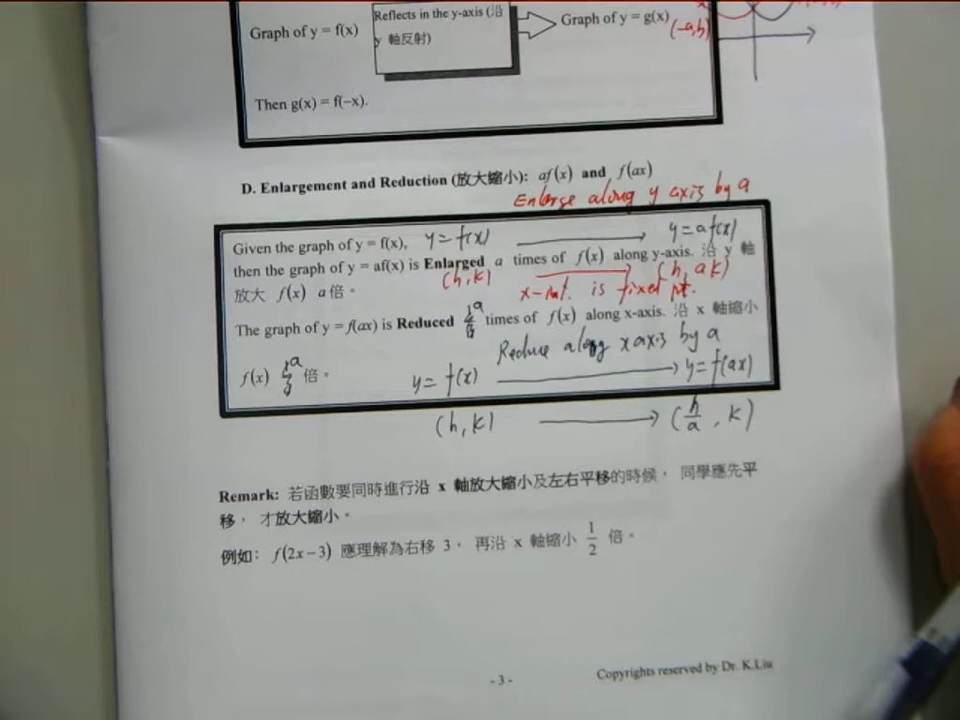 Reflects in the y-axis (沿
y 軸反射)
Graph of y = f(x)
Graph of y = g(x)
(-a,b)
Then g(x) = f(−x).
D. Enlargement and Reduction (放大縮小): af(x) and f(ax)
Enlarge along y axis by a
Given the graph of y = f(x), y = f(x) y = af(x)
then the graph of y = af(x) is Enlarged a times of f(x) along y-axis. 沿 y 軸
(h, k) (h, ak)
放大 f(x) a倍。
x-int. is fixed pt.
The graph of y = f(ax) is Reduced a times of f(x) along x-axis. 沿 x 軸縮小
Reduce along x axis by a
f(x) a 倍。
y = f(x) y = f(ax)
(h, k) (h/a , k)
Remark: 若函數要同時進行沿 x 軸放大縮小及左右平移的時候， 同學應先平
移， 才放大縮小。
例如： f(2x−3) 應理解為右移 3， 再沿 x 軸縮小 1/2 倍。
- 3 -
Copyrights reserved by Dr. K.Liu